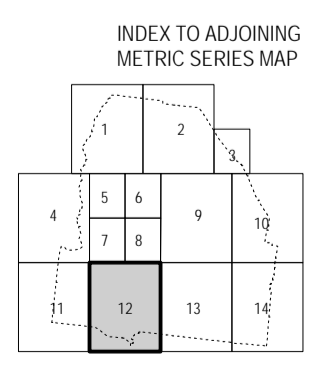 INDEX TO ADJOINING
METRIC SERIES MAP
1 2
3
5 6
4 9 10
7 8
11 12 13 14